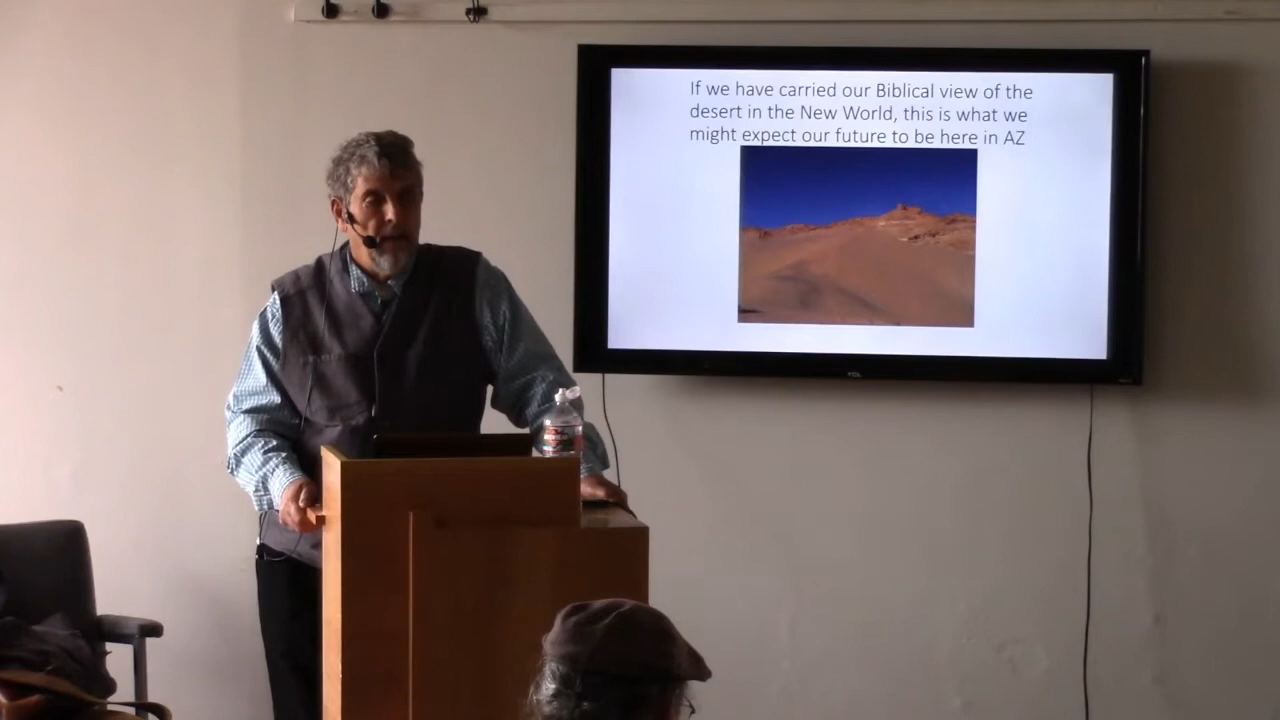 If we have carried our Biblical view of the
desert in the New World, this is what we
might expect our future to be here in AZ
TCL